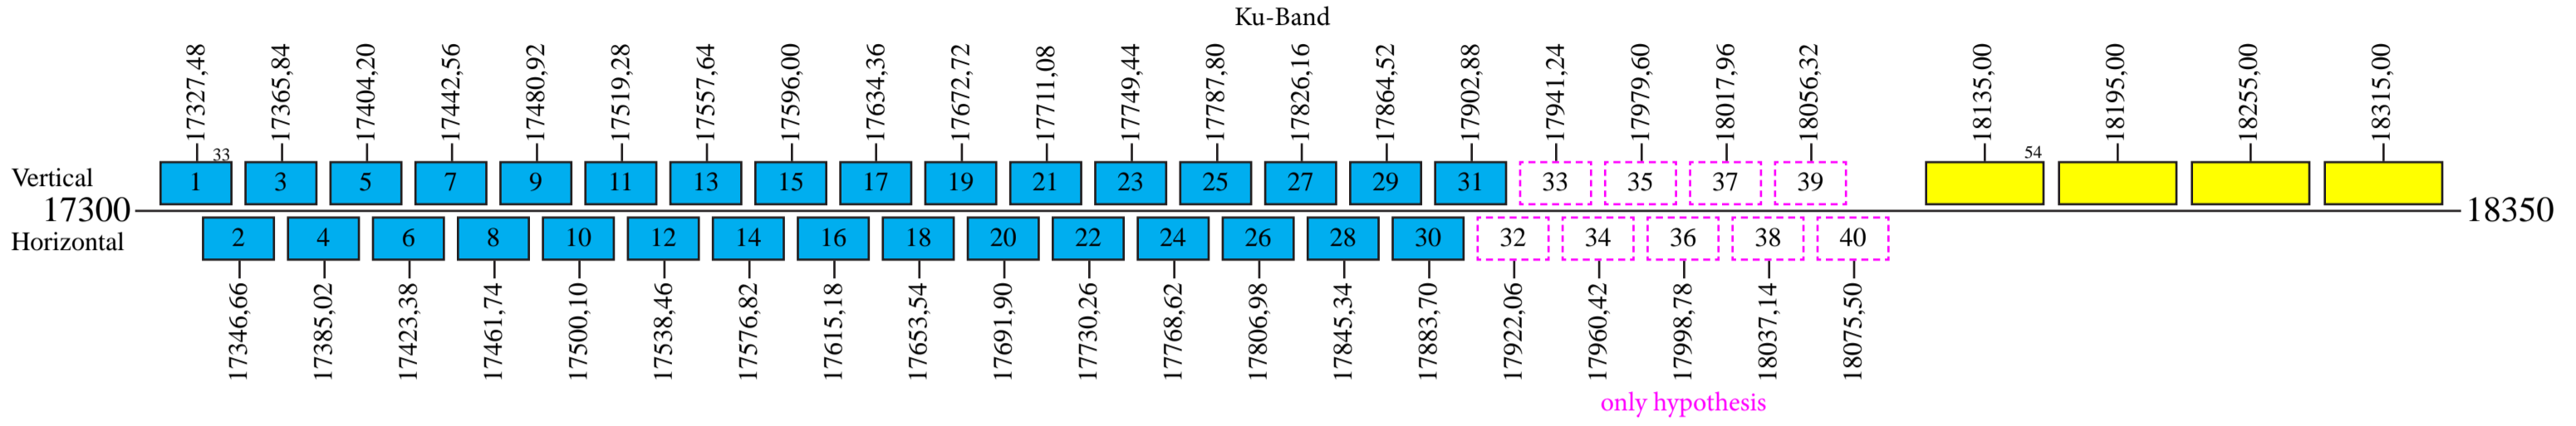 Ku-Band
17327,48 17365,84 17404,20 17442,56 17480,92 17519,28 17557,64 17596,00 17634,36 17672,72 17711,08 17749,44 17787,80 17826,16 17864,52 17902,88 17941,24 17979,60 18017,96 18056,32 18135,00 18195,00 18255,00 18315,00
33 54
Vertical 1 3 5 7 9 11 13 15 17 19 21 23 25 27 29 31 33 35 37 39
17300 18350
Horizontal 2 4 6 8 10 12 14 16 18 20 22 24 26 28 30 32 34 36 38 40
17346,66 17385,02 17423,38 17461,74 17500,10 17538,46 17576,82 17615,18 17653,54 17691,90 17730,26 17768,62 17806,98 17845,34 17883,70 17922,06 17960,42 17998,78 18037,14 18075,50
only hypothesis